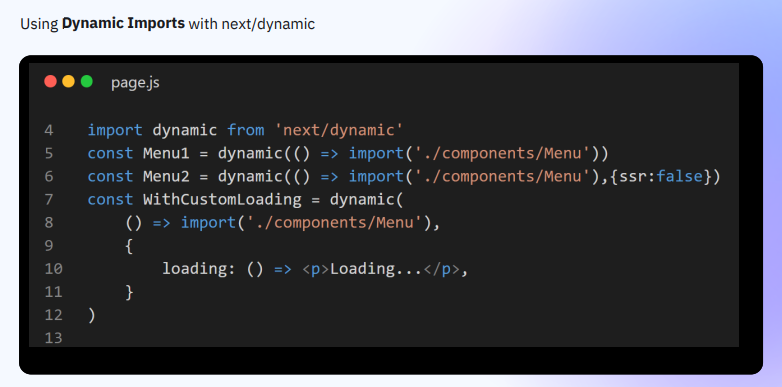 Using Dynamic Imports with next/dynamic
page.js
4 import dynamic from 'next/dynamic'
5 const Menu1 = dynamic(() => import('./components/Menu'))
6 const Menu2 = dynamic(() => import('./components/Menu'),{ssr:false})
7 const WithCustomLoading = dynamic(
8     () => import('./components/Menu'),
9     {
10         loading: () => <p>Loading...</p>,
11     }
12 )
13